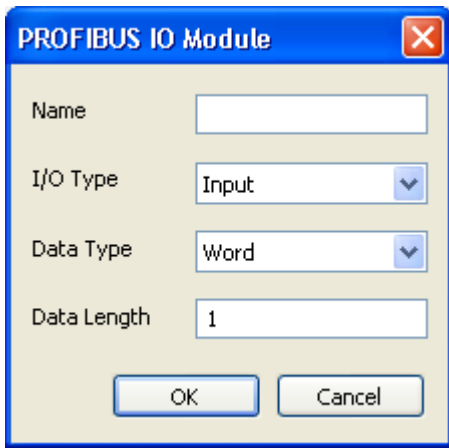 PROFIBUS IO Module
Name
I/O Type Input
Data Type Word
Data Length 1
OK Cancel